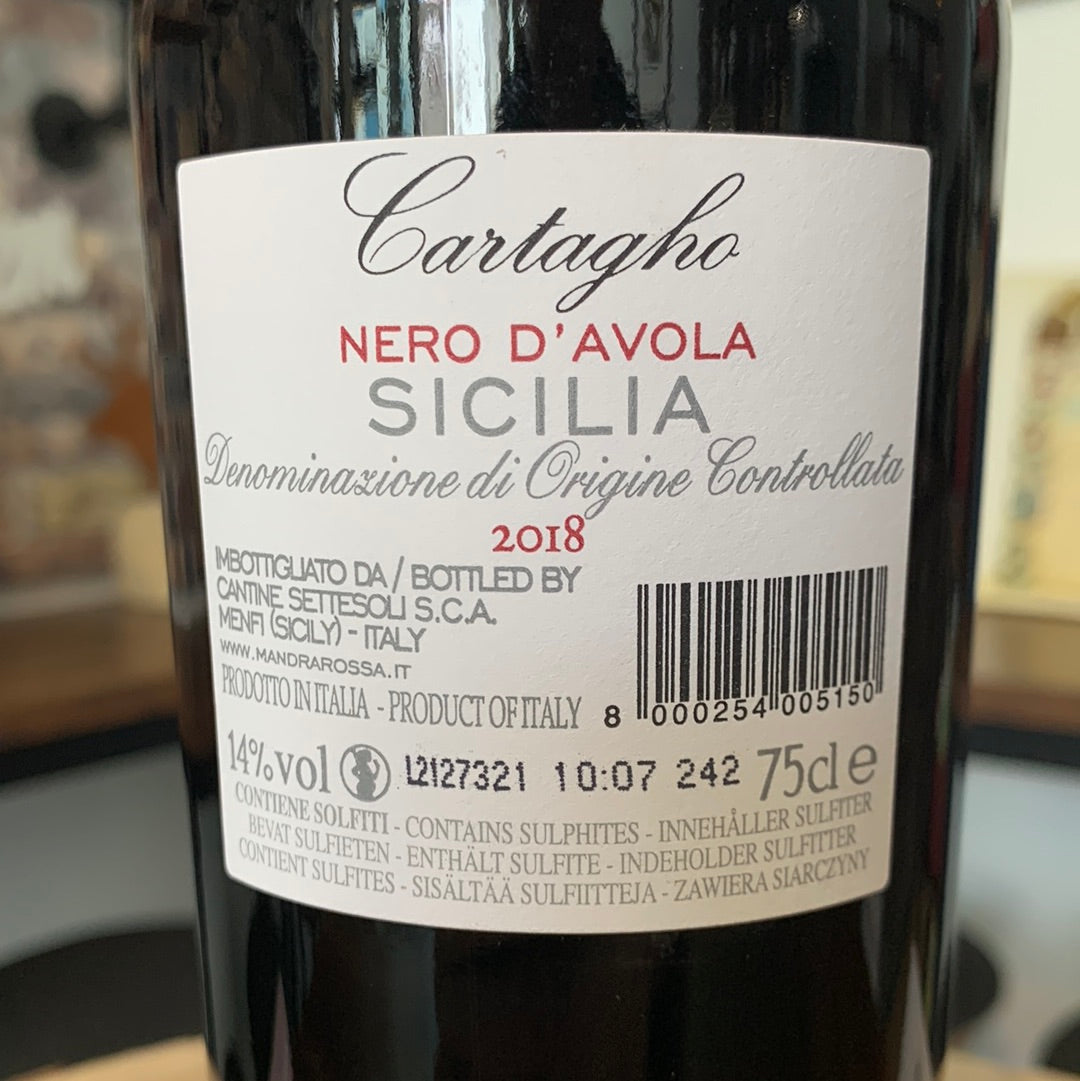 Cartagho
NERO D'AVOLA
SICILIA
Denominazione di Origine Controllata
2018
IMBOTTIGLIATO DA / BOTTLED BY
CANTINE SETTESOLI S.C.A.
MENFI (SICILY) - ITALY
WWW.MANDRAROSSA.IT
PRODOTTO IN ITALIA - PRODUCT OF ITALY
8 000254 005150
14% vol L2127321 10:07 242 75cl e
CONTIENE SOLFITI - CONTAINS SULPHITES - INNEHÅLLER SULFITER
BEVAT SULFIETEN - ENTHÄLT SULFITE - INDEHOLDER SULFITTER
CONTIENT SULFITES - SISÄLTÄÄ SULFIITTEJA - ZAWIERA SIARCZYNY